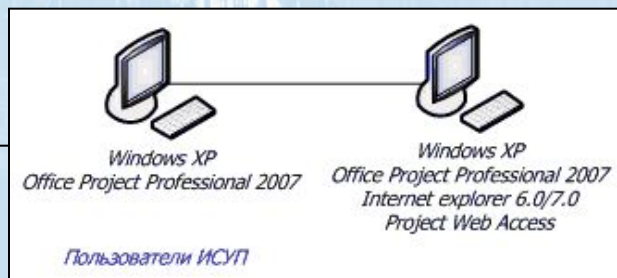 Windows XP
Office Project Professional 2007
Windows XP
Office Project Professional 2007
Internet explorer 6.0/7.0
Project Web Access
Пользователи ИСУП